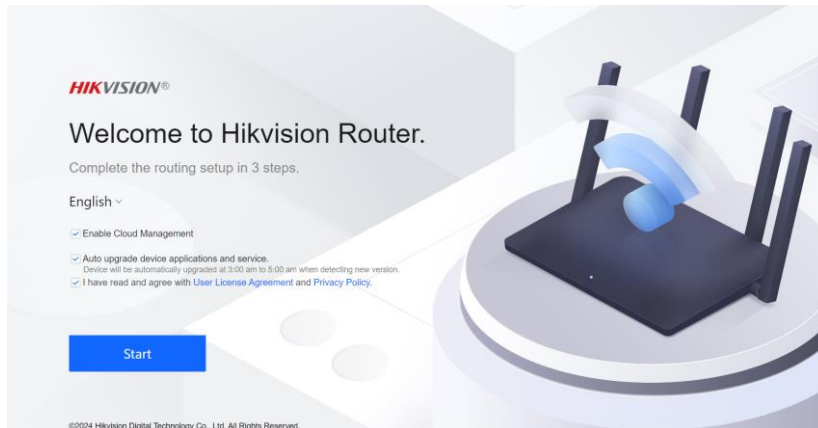 HIKVISION®
Welcome to Hikvision Router.
Complete the routing setup in 3 steps.
English
Enable Cloud Management
Auto upgrade device applications and service.
Device will be automatically upgraded at 3:00 am to 5:00 am when detecting new version.
I have read and agree with User License Agreement and Privacy Policy.
Start
©2024 Hikvision Digital Technology Co., Ltd. All Rights Reserved.